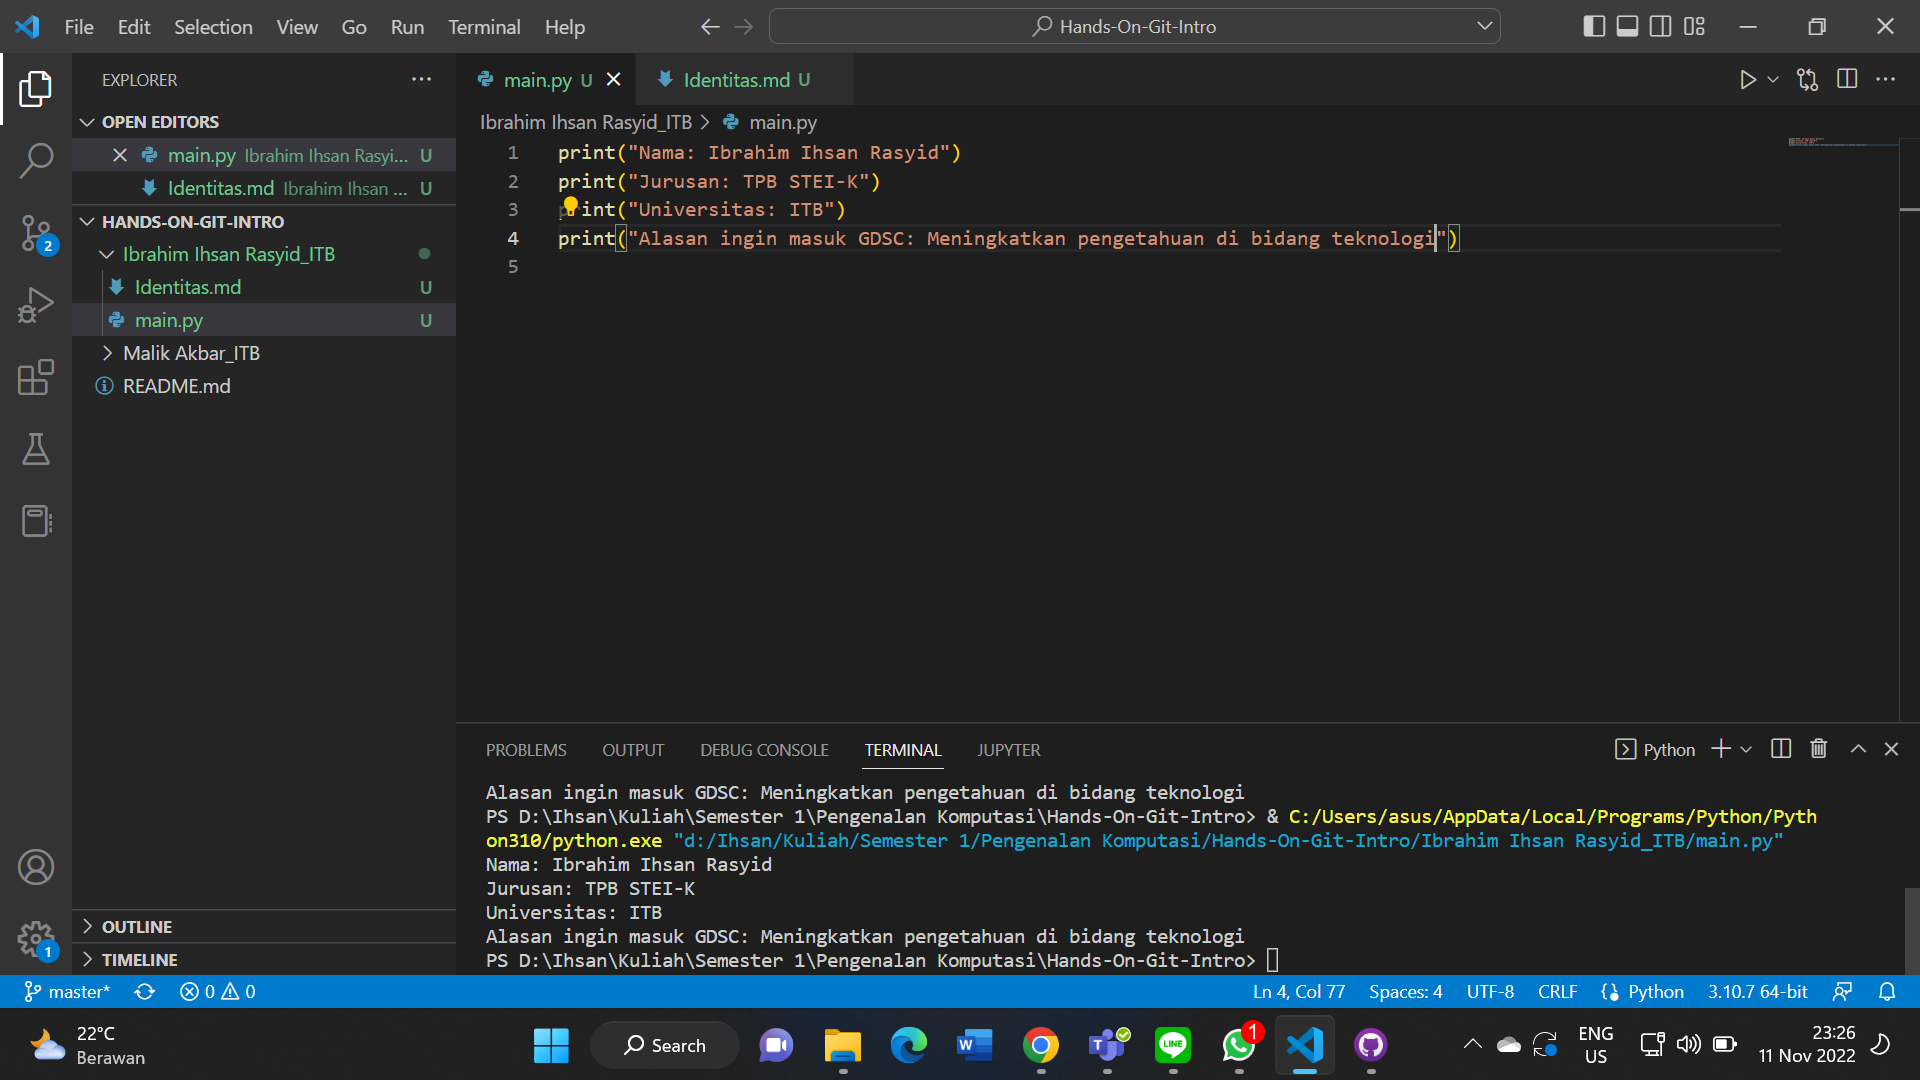 File Edit Selection View Go Run Terminal Help Hands-On-Git-Intro
EXPLORER
OPEN EDITORS
main.py Ibrahim Ihsan Rasyi... U
Identitas.md Ibrahim Ihsan ... U
HANDS-ON-GIT-INTRO
Ibrahim Ihsan Rasyid_ITB
Identitas.md U
main.py U
Malik Akbar_ITB
README.md
OUTLINE
TIMELINE
2
1
main.py U Identitas.md U
Ibrahim Ihsan Rasyid_ITB > main.py
1 print("Nama: Ibrahim Ihsan Rasyid")
2 print("Jurusan: TPB STEI-K")
3 print("Universitas: ITB")
4 print("Alasan ingin masuk GDSC: Meningkatkan pengetahuan di bidang teknologi")
5
PROBLEMS OUTPUT DEBUG CONSOLE TERMINAL JUPYTER Python
Alasan ingin masuk GDSC: Meningkatkan pengetahuan di bidang teknologi
PS D:\Ihsan\Kuliah\Semester 1\Pengenalan Komputasi\Hands-On-Git-Intro> & C:/Users/asus/AppData/Local/Programs/Python/Pyth
on310/python.exe "d:/Ihsan/Kuliah/Semester 1/Pengenalan Komputasi/Hands-On-Git-Intro/Ibrahim Ihsan Rasyid_ITB/main.py"
Nama: Ibrahim Ihsan Rasyid
Jurusan: TPB STEI-K
Universitas: ITB
Alasan ingin masuk GDSC: Meningkatkan pengetahuan di bidang teknologi
PS D:\Ihsan\Kuliah\Semester 1\Pengenalan Komputasi\Hands-On-Git-Intro>
master* 0 0 Ln 4, Col 77 Spaces: 4 UTF-8 CRLF Python 3.10.7 64-bit
22°C
Berawan
Search
W
T
LINE
1
ENG
US
23:26
11 Nov 2022